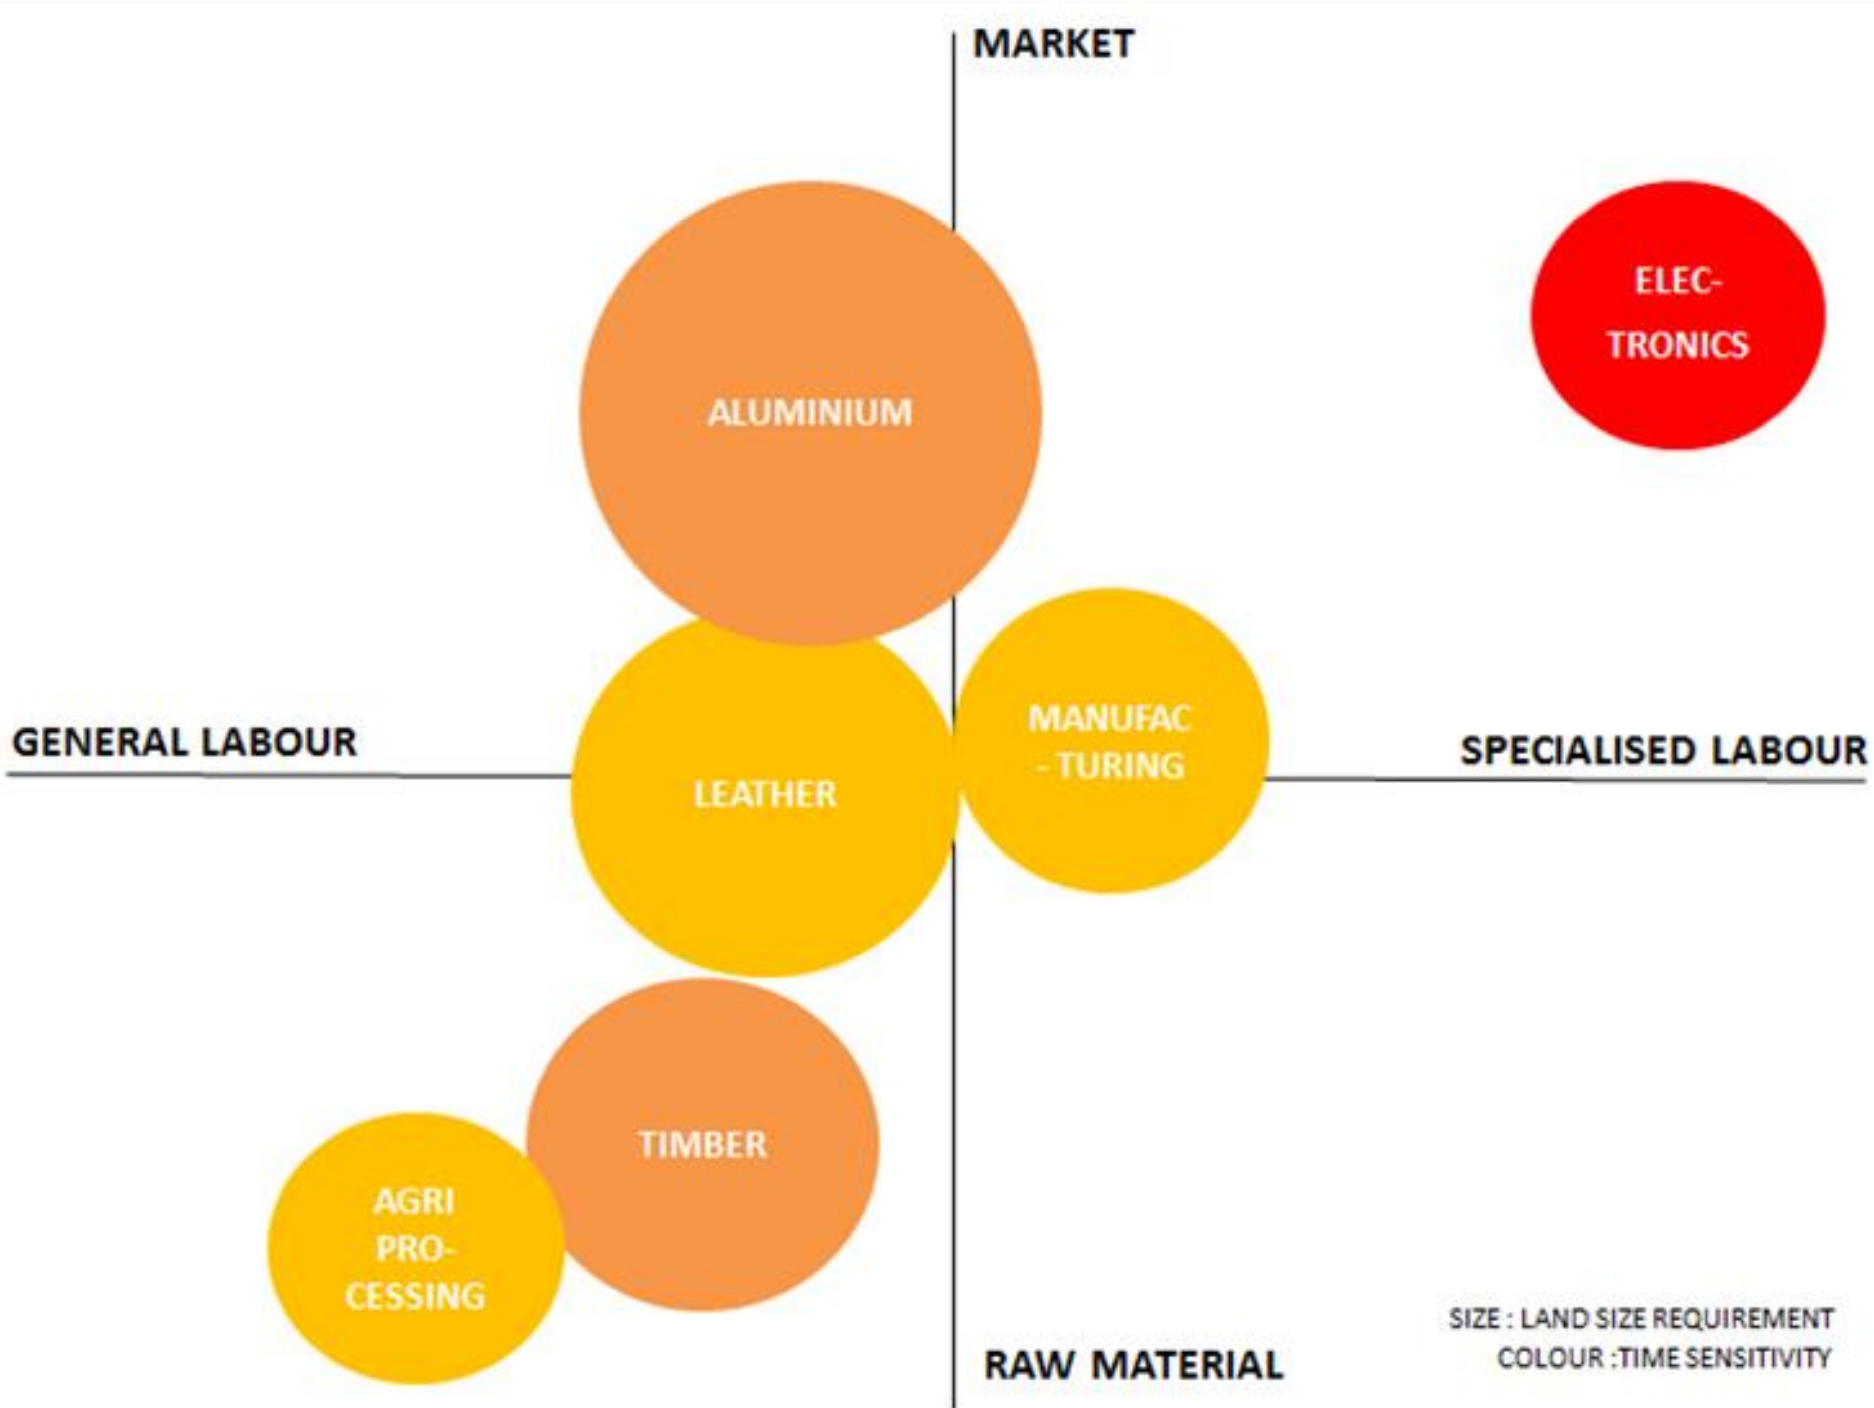 MARKET
ELEC-
TRONICS
ALUMINIUM
GENERAL LABOUR
MANUFAC
- TURING
SPECIALISED LABOUR
LEATHER
TIMBER
AGRI
PRO-
CESSING
RAW MATERIAL
SIZE : LAND SIZE REQUIREMENT
COLOUR :TIME SENSITIVITY